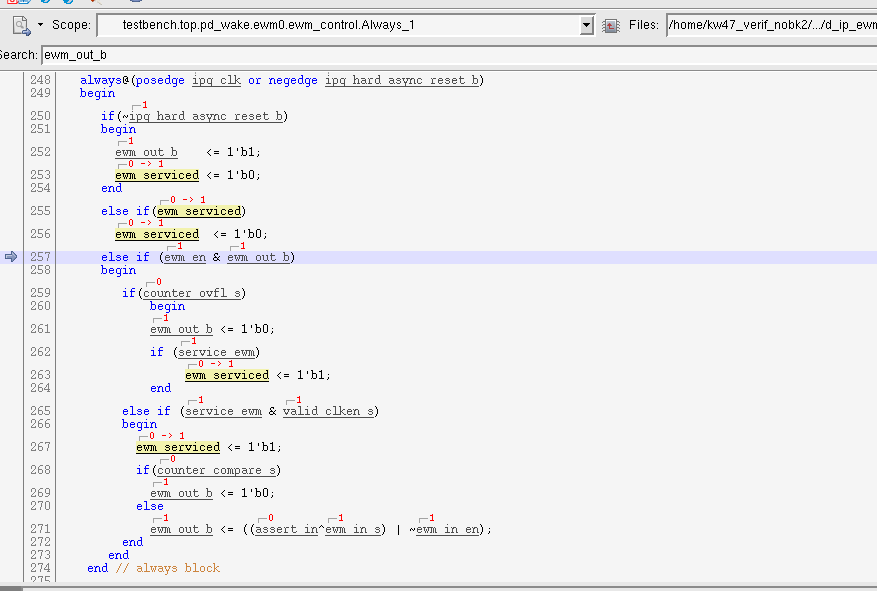 Scope: testbench.top.pd_wake.ewm0.ewm_control.Always_1 Files: /home/kw47_verif_nobk2/.../d_ip_ewm
Search: ewm_out_b
248 always@(posedge ipg_clk or negedge ipg_hard_async_reset_b)
249 begin
1
250 if(~ipg_hard_async_reset_b)
251 begin
1
252 ewm_out_b <= 1'b1;
0 -> 1
253 ewm_serviced <= 1'b0;
254 end
0 -> 1
255 else if(ewm_serviced)
0 -> 1
256 ewm_serviced <= 1'b0;
1 1
257 else if (ewm_en & ewm_out_b)
258 begin
0
259 if(counter_ovfl_s)
260 begin
1
261 ewm_out_b <= 1'b0;
1
262 if (service_ewm)
0 -> 1
263 ewm_serviced <= 1'b1;
264 end
1 1
265 else if (service_ewm & valid_clken_s)
266 begin
0 -> 1
267 ewm_serviced <= 1'b1;
0
268 if(counter_compare_s)
1
269 ewm_out_b <= 1'b0;
270 else
1 0 1 1
271 ewm_out_b <= ((assert_in^ewm_in_s) | ~ewm_in_en);
272 end
273 end
274 end // always block
275